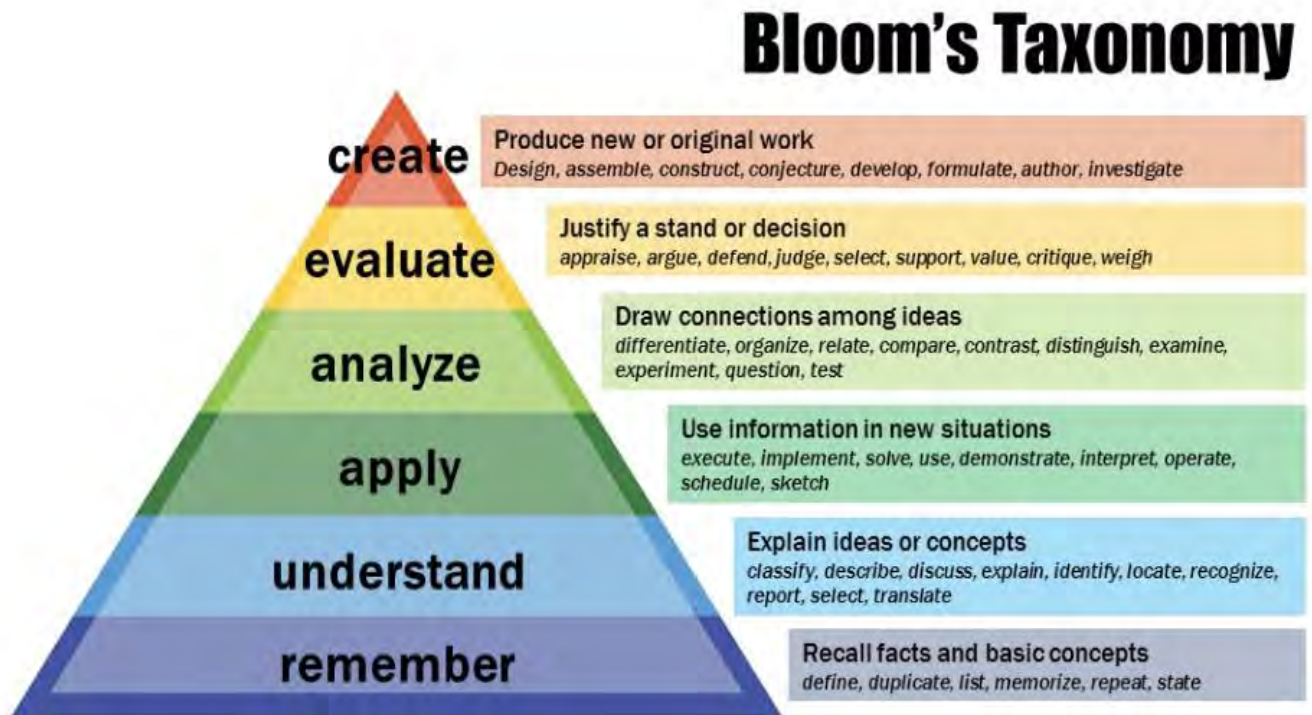 Bloom's Taxonomy
create
Produce new or original work
Design, assemble, construct, conjecture, develop, formulate, author, investigate
evaluate
Justify a stand or decision
appraise, argue, defend, judge, select, support, value, critique, weigh
analyze
Draw connections among ideas
differentiate, organize, relate, compare, contrast, distinguish, examine,
experiment, question, test
apply
Use information in new situations
execute, implement, solve, use, demonstrate, interpret, operate,
schedule, sketch
understand
Explain ideas or concepts
classify, describe, discuss, explain, identify, locate, recognize,
report, select, translate
remember
Recall facts and basic concepts
define, duplicate, list, memorize, repeat, state